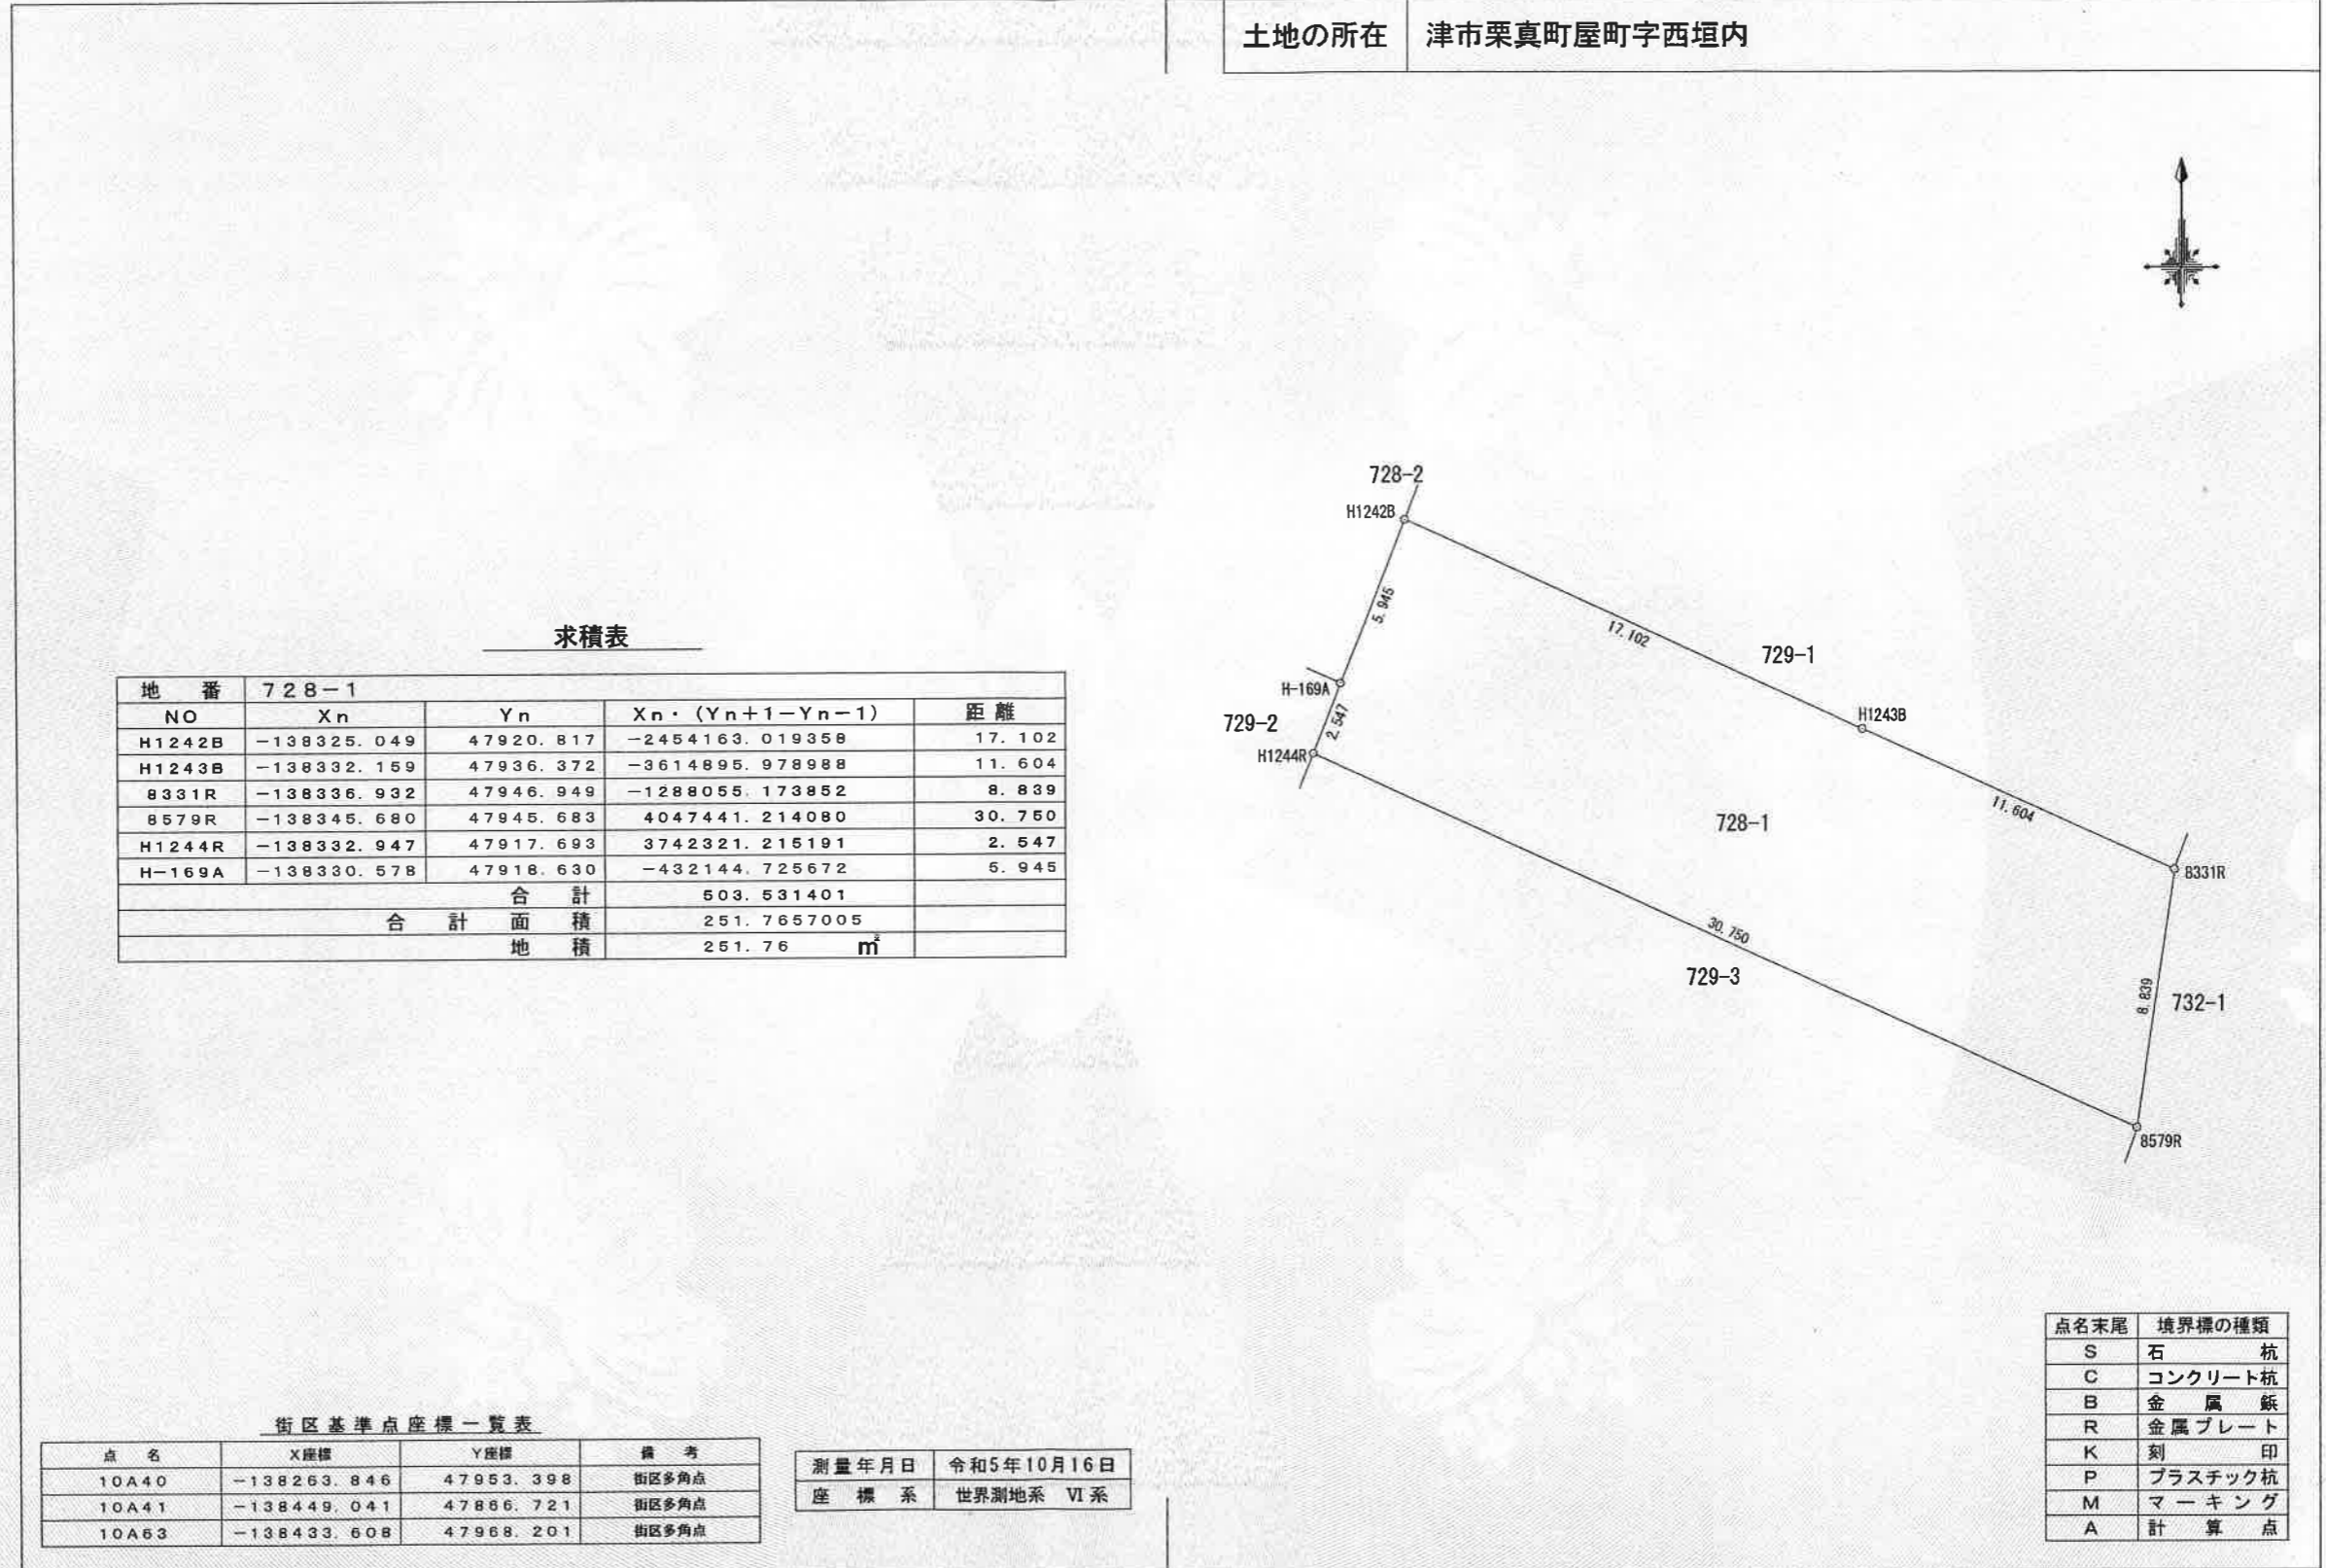 土地の所在 津市栗真町屋町字西垣内
728-2
H1242B
5.945
17.102
729-1
H-169A
2.547
729-2
H1244R
H1243B
11.604
728-1
8331R
30.750
729-3
8.839
732-1
8579R
求積表
地 番 728-1
NO Xn Yn Xn・(Yn+1-Yn-1) 距離
H1242B -138325.049 47920.817 -2454163.019358 17.102
H1243B -138332.159 47936.372 -3614895.978988 11.604
8331R -138336.932 47946.949 -1288055.173852 8.839
8579R -138345.680 47945.683 4047441.214080 30.750
H1244R -138332.947 47917.693 3742321.215191 2.547
H-169A -138330.578 47918.630 -432144.725672 5.945
合 計 503.531401
合 計 面 積 251.7657005
地 積 251.76 ㎡
街区基準点座標一覧表
点 名 X座標 Y座標 備 考
10A40 -138263.846 47953.398 街区多角点
10A41 -138449.041 47866.721 街区多角点
10A63 -138433.608 47968.201 街区多角点
測量年月日 令和5年10月16日
座 標 系 世界測地系 Ⅵ系
点名末尾 境界標の種類
S 石 杭
C コンクリート杭
B 金 属 鋲
R 金属プレート
K 刻 印
P プラスチック杭
M マーキング
A 計 算 点